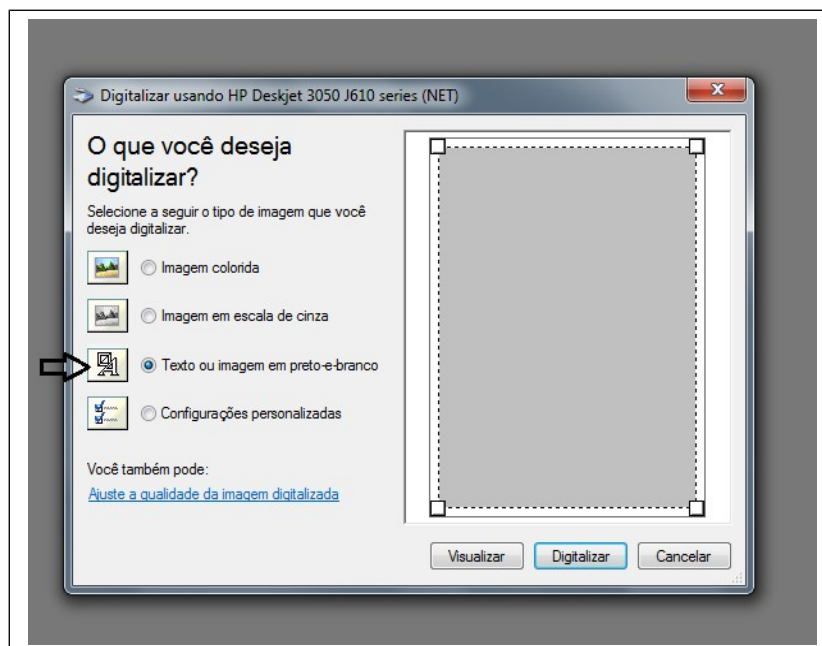 Digitalizar usando HP Deskjet 3050 J610 series (NET)
O que você deseja
digitalizar?
Selecione a seguir o tipo de imagem que você
deseja digitalizar.
Imagem colorida
Imagem em escala de cinza
Texto ou imagem em preto-e-branco
Configurações personalizadas
Você também pode:
Ajuste a qualidade da imagem digitalizada
Visualizar Digitalizar Cancelar